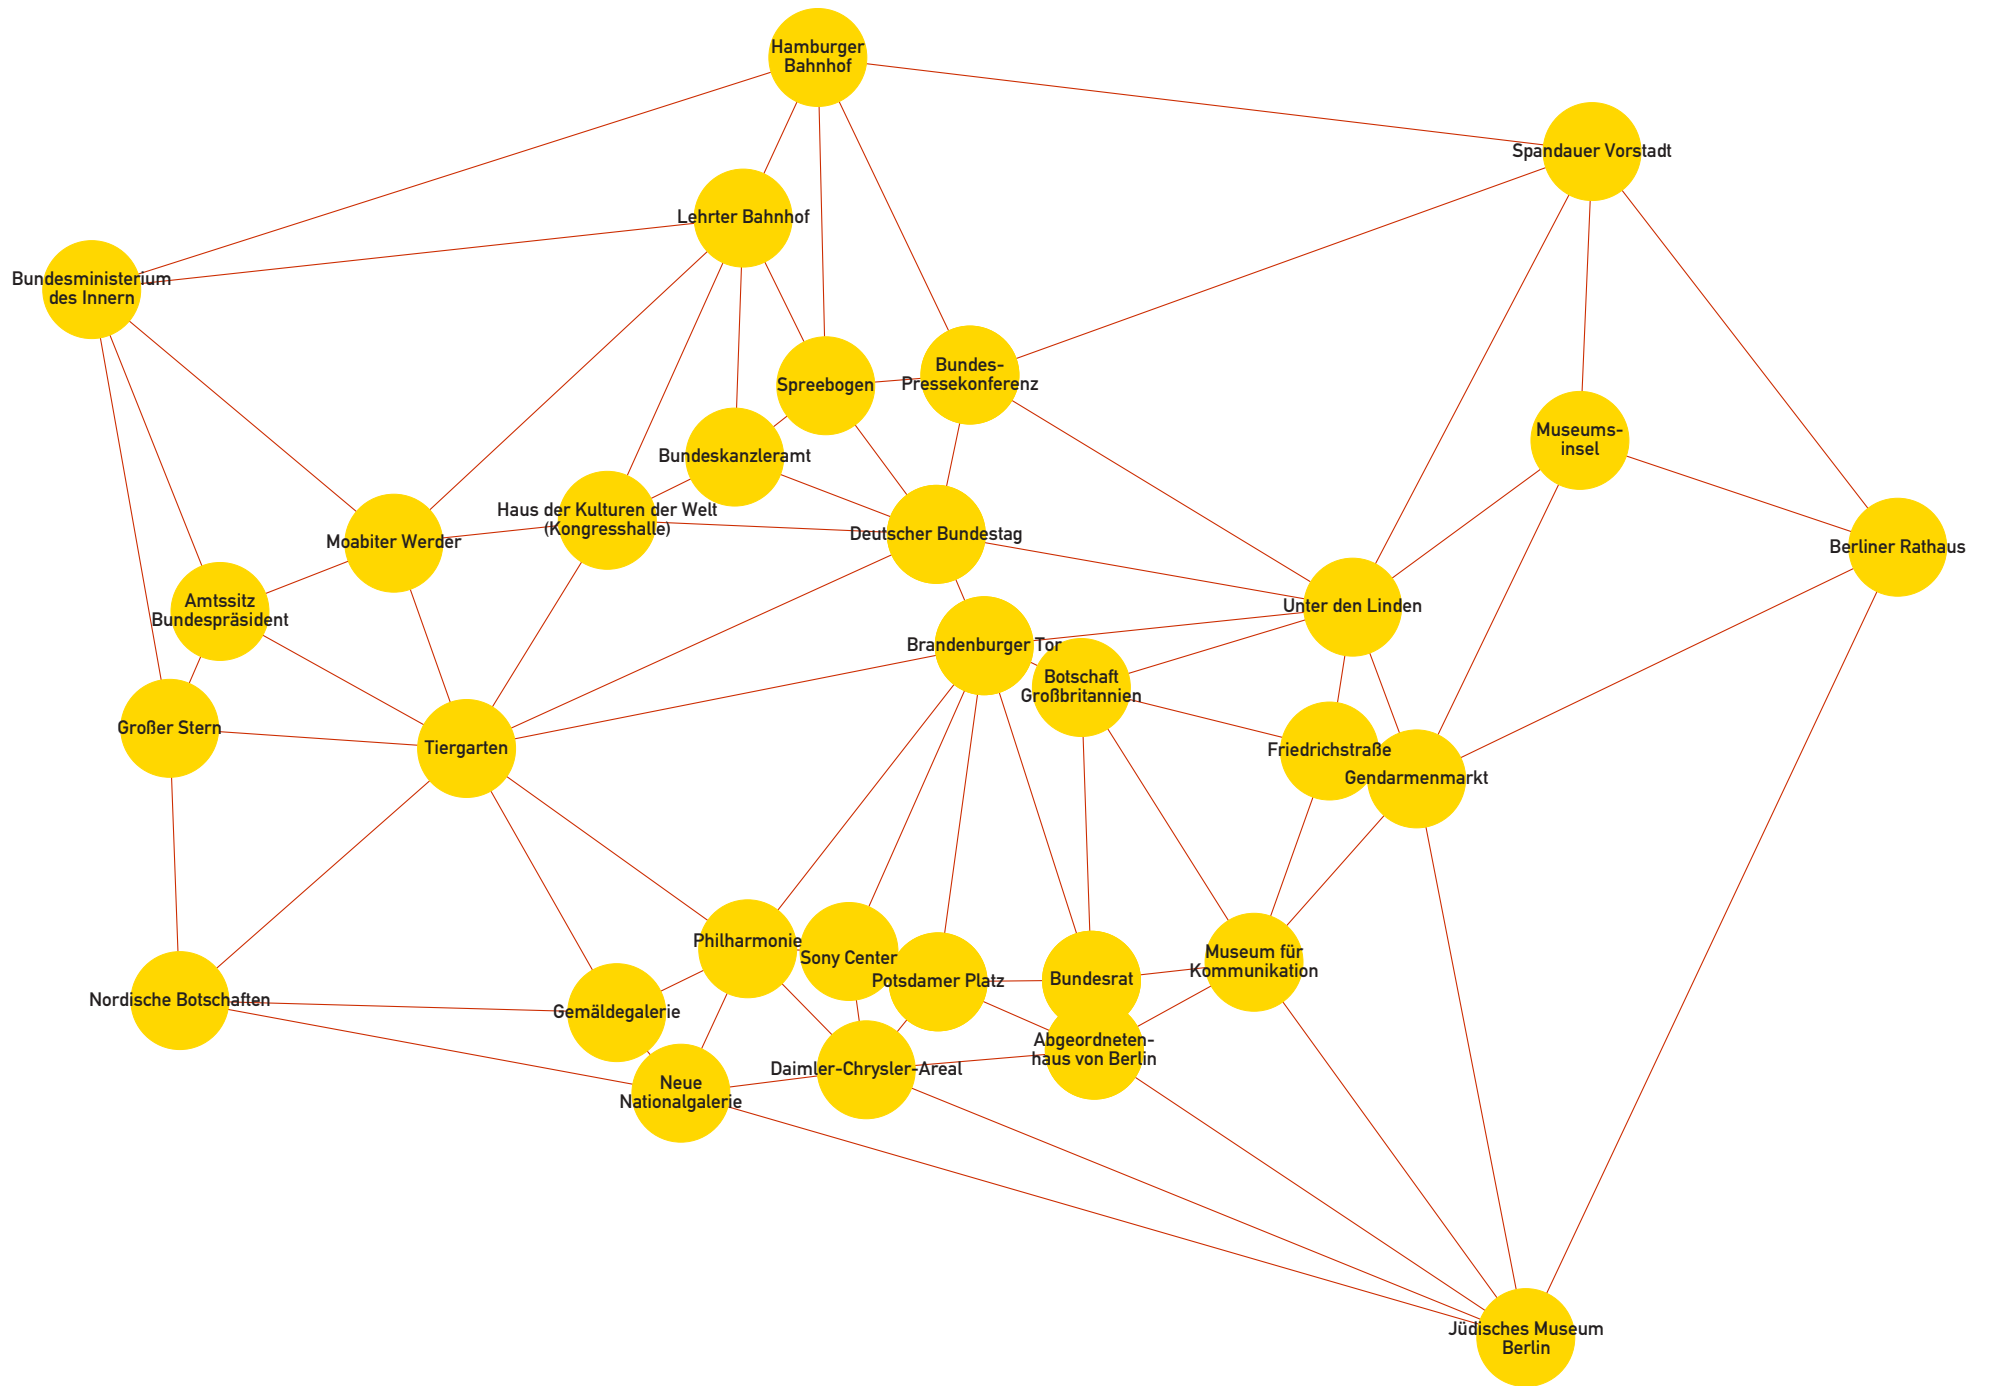 Hamburger
Bahnhof
Spandauer Vorstadt
Lehrter Bahnhof
Bundesministerium
des Innern
Bundes-
Pressekonferenz
Spreebogen
Museums-
insel
Bundeskanzleramt
Haus der Kulturen der Welt
(Kongresshalle)
Deutscher Bundestag
Moabiter Werder
Berliner Rathaus
Amtssitz
Bundespräsident
Unter den Linden
Brandenburger Tor
Botschaft
Großbritannien
Großer Stern
Tiergarten
Friedrichstraße
Gendarmenmarkt
Philharmonie
Sony Center
Potsdamer Platz
Bundesrat
Museum für
Kommunikation
Nordische Botschaften
Gemäldegalerie
Abgeordneten-
haus von Berlin
Daimler-Chrysler-Areal
Neue
Nationalgalerie
Jüdisches Museum
Berlin